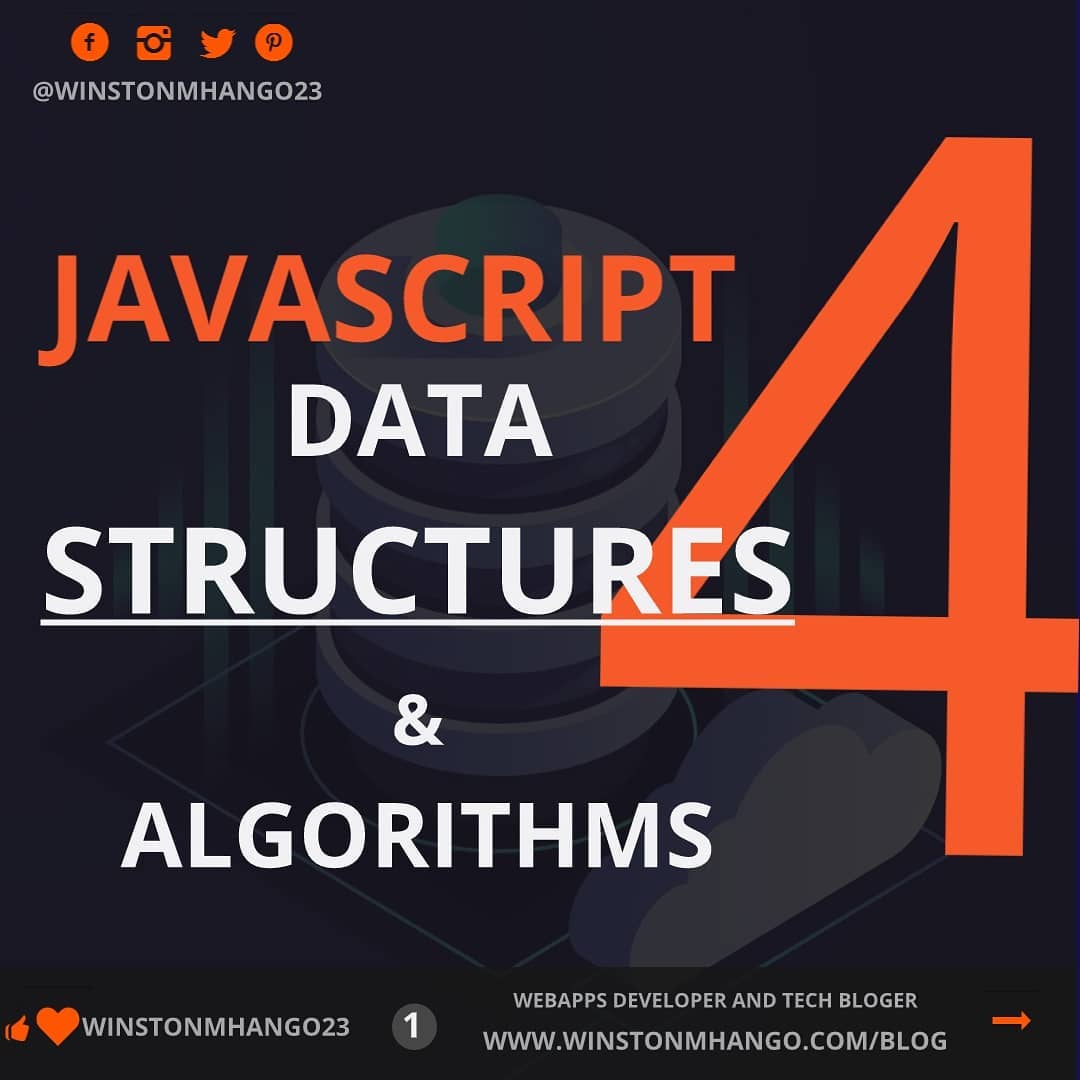 @WINSTONMHANGO23
4
JAVASCRIPT
DATA
STRUCTURES
&
ALGORITHMS
WINSTONMHANGO23
1
WEBAPPS DEVELOPER AND TECH BLOGER
WWW.WINSTONMHANGO.COM/BLOG